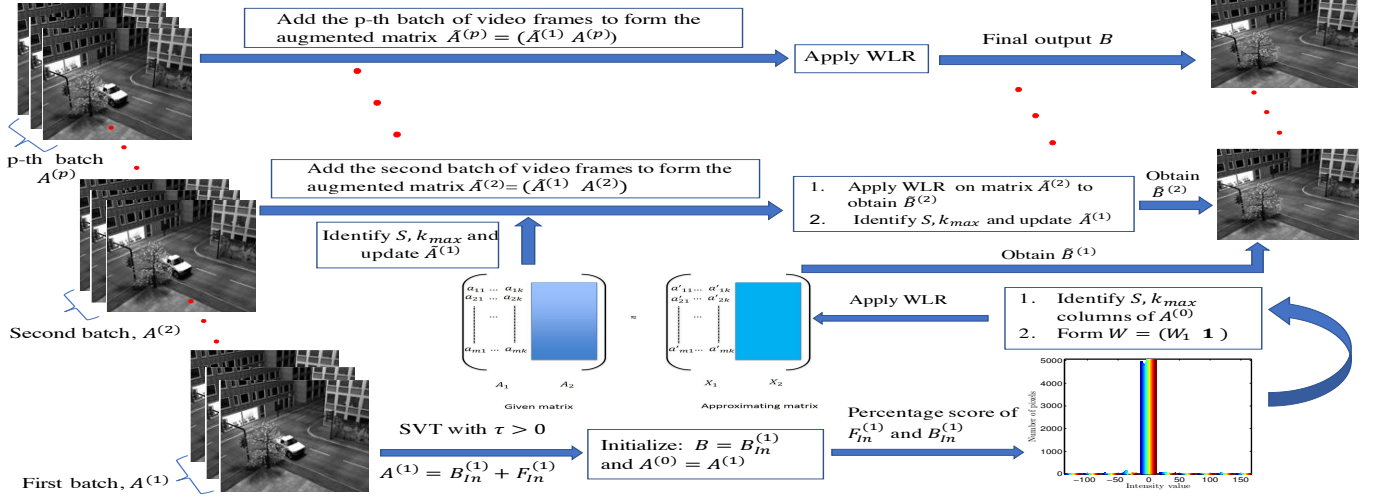 Add the p-th batch of video frames to form the
augmented matrix Ã^(p) = (Ã^(1) A^(p))
Apply WLR
Final output B
p-th batch
A^(p)
Add the second batch of video frames to form the
augmented matrix Ã^(2)= (Ã^(1) A^(2))
1. Apply WLR on matrix Ã^(2) to
obtain B̃^(2)
2. Identify S, k_max and update Ã^(1)
Obtain
B̃^(2)
Identify S, k_max and
update Ã^(1)
Obtain B̃^(1)
Second batch, A^(2)
a_11 ... a_1k
a_21 ... a_2k
...
a_m1 ... a_mk
A_1 A_2
Given matrix
≈
a'_11... a'_1k
a'_21 ... a'_2k
...
a'_m1... a'_mk
X_1 X_2
Approximating matrix
Apply WLR
1. Identify S, k_max
columns of A^(0)
2. Form W = (W_1 1 )
First batch, A^(1)
SVT with τ > 0
A^(1) = B_In^(1) + F_In^(1)
Initialize: B = B_In^(1)
and A^(0) = A^(1)
Percentage score of
F_In^(1) and B_In^(1)
Number of pixels
5000
4000
3000
2000
1000
0
−100 −50 0 50 100 150
Intensity value